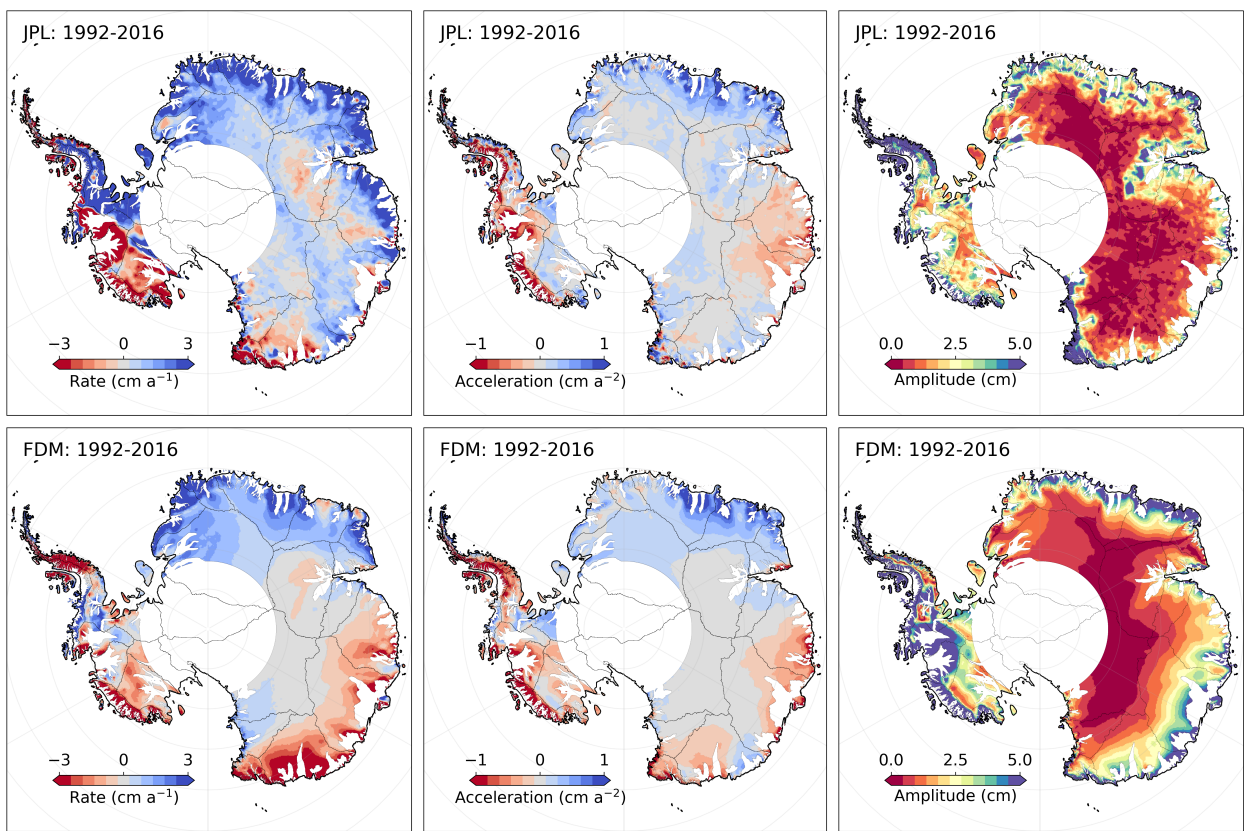 JPL: 1992-2016
−3 0 3
Rate (cm a⁻¹)
JPL: 1992-2016
−1 0 1
Acceleration (cm a⁻²)
JPL: 1992-2016
0.0 2.5 5.0
Amplitude (cm)
FDM: 1992-2016
−3 0 3
Rate (cm a⁻¹)
FDM: 1992-2016
−1 0 1
Acceleration (cm a⁻²)
FDM: 1992-2016
0.0 2.5 5.0
Amplitude (cm)